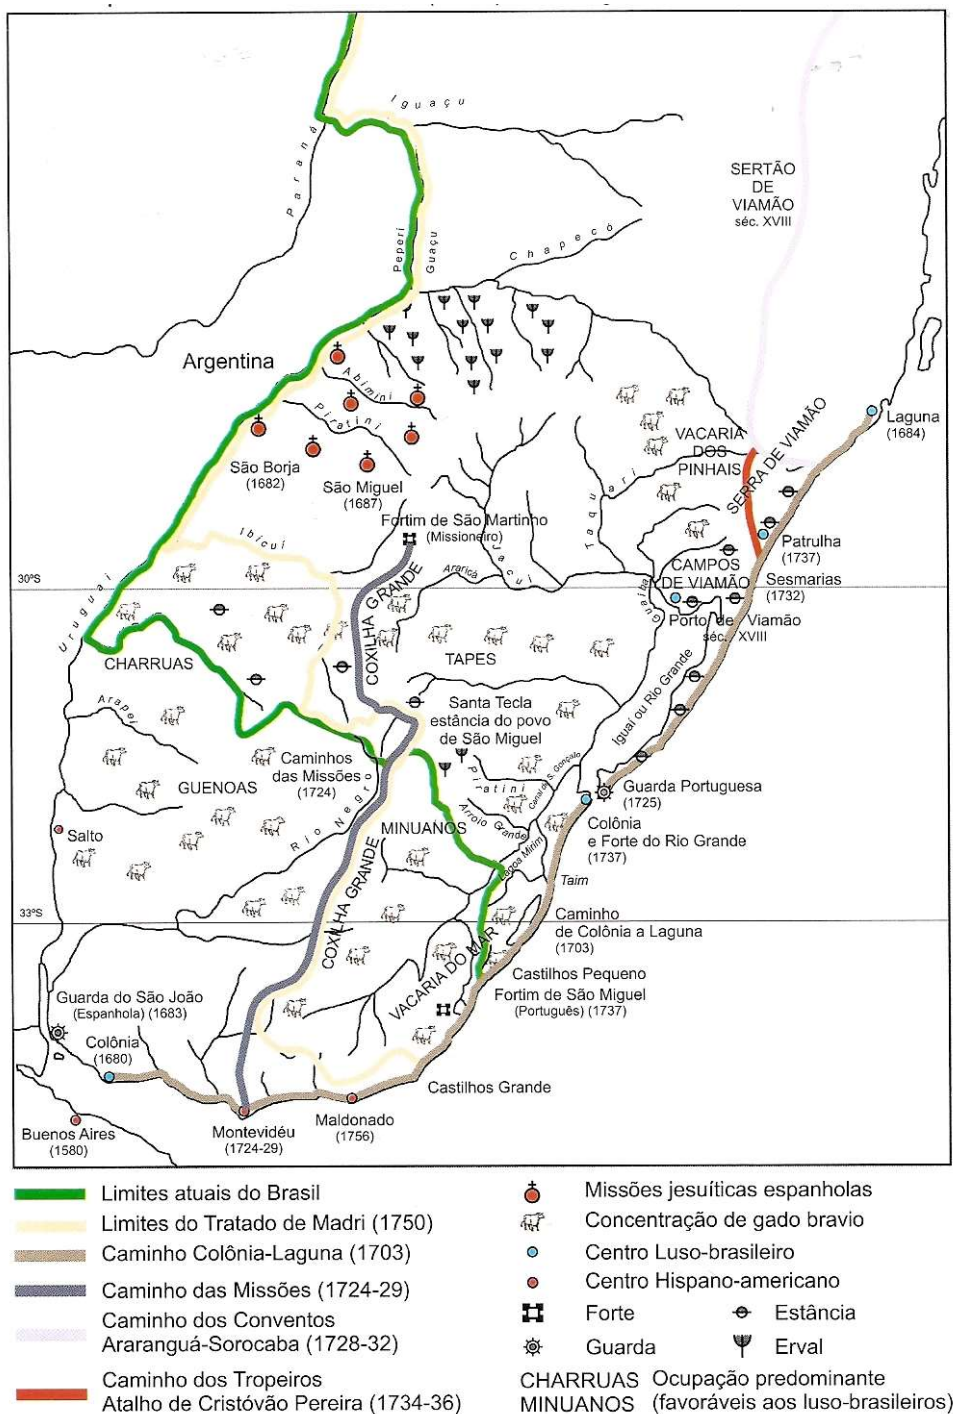 Iguaçu
Paraná
SERTÃO
DE
VIAMÃO
séc. XVIII
Peperi
Guaçu
Chapecó
Argentina
Abimini
Piratini
Laguna
(1684)
VACARIA
DOS
PINHAIS
SERRA DE VIAMÃO
São Borja
(1682)
São Miguel
(1687)
Taquari
Fortim de São Martinho
(Missioneiro)
Ibicuí
Jacuí
Araricá
Patrulha
(1737)
30ºS
Uruguai
COXILHA GRANDE
CAMPOS
DE VIAMÃO
Sesmarias
(1732)
Guaíba
Porto de Viamão
séc. XVIII
CHARRUAS
TAPES
Arapei
Santa Tecla
estância do povo
de São Miguel
Iguaí ou Rio Grande
Caminhos
das Missões
(1724)
GUENOAS
Rio Negro
Piratini
Canal de S. Gonçalo
Guarda Portuguesa
(1725)
Salto
MINUANOS
Arroio Grande
Colônia
e Forte do Rio Grande
(1737)
Lagoa Mirim
COXILHA GRANDE
Taim
33ºS
Caminho
de Colônia a Laguna
(1703)
VACARIA DO MAR
Castilhos Pequeno
Guarda do São João
(Espanhola) (1683)
Fortim de São Miguel
(Português) (1737)
Colônia
(1680)
Castilhos Grande
Buenos Aires
(1580)
Montevidéu
(1724-29)
Maldonado
(1756)
Limites atuais do Brasil
Limites do Tratado de Madri (1750)
Caminho Colônia-Laguna (1703)
Caminho das Missões (1724-29)
Caminho dos Conventos
Araranguá-Sorocaba (1728-32)
Caminho dos Tropeiros
Atalho de Cristóvão Pereira (1734-36)
Missões jesuíticas espanholas
Concentração de gado bravio
Centro Luso-brasileiro
Centro Hispano-americano
Forte
Estância
Guarda
Erval
CHARRUAS Ocupação predominante
MINUANOS (favoráveis aos luso-brasileiros)